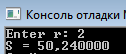 Консоль отладки M
Enter r: 2
S = 50,240000